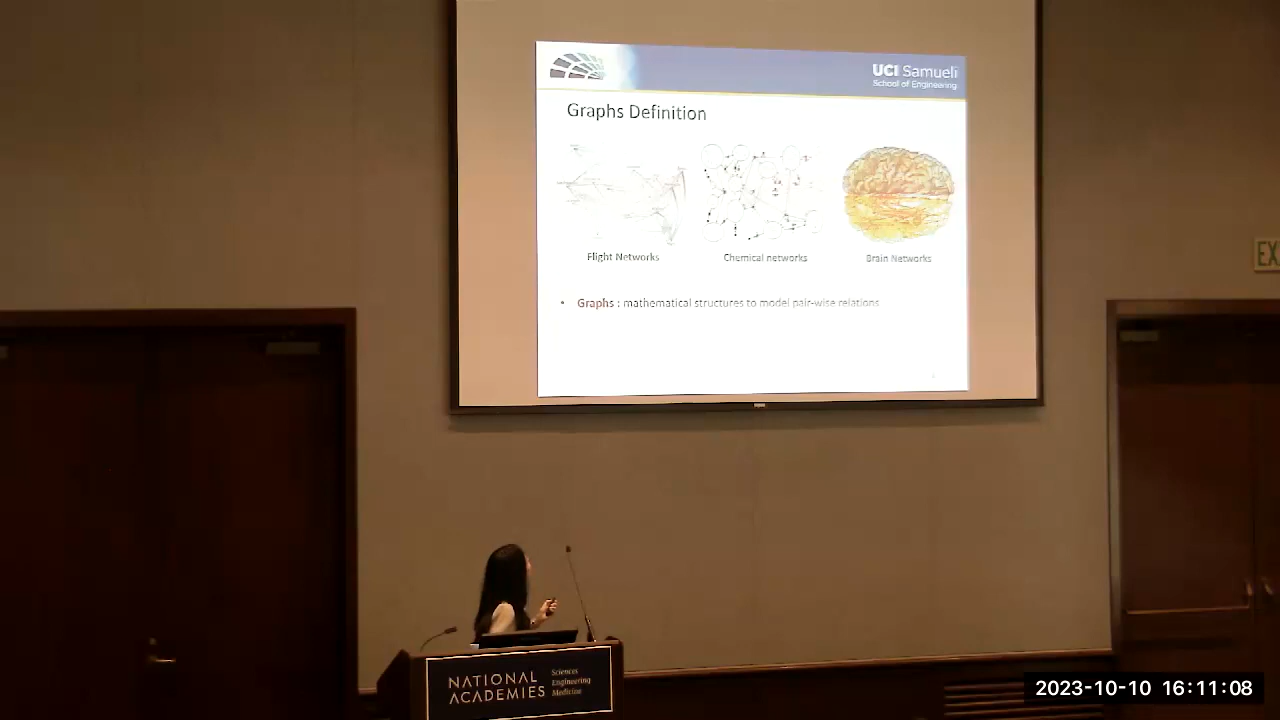 UCI Samueli
School of Engineering
Graphs Definition
Flight Networks
Chemical networks
Brain Networks
• Graphs : mathematical structures to model pair-wise relations
EX
NATIONAL
ACADEMIES
Sciences
Engineering
Medicine
2023-10-10 16:11:08